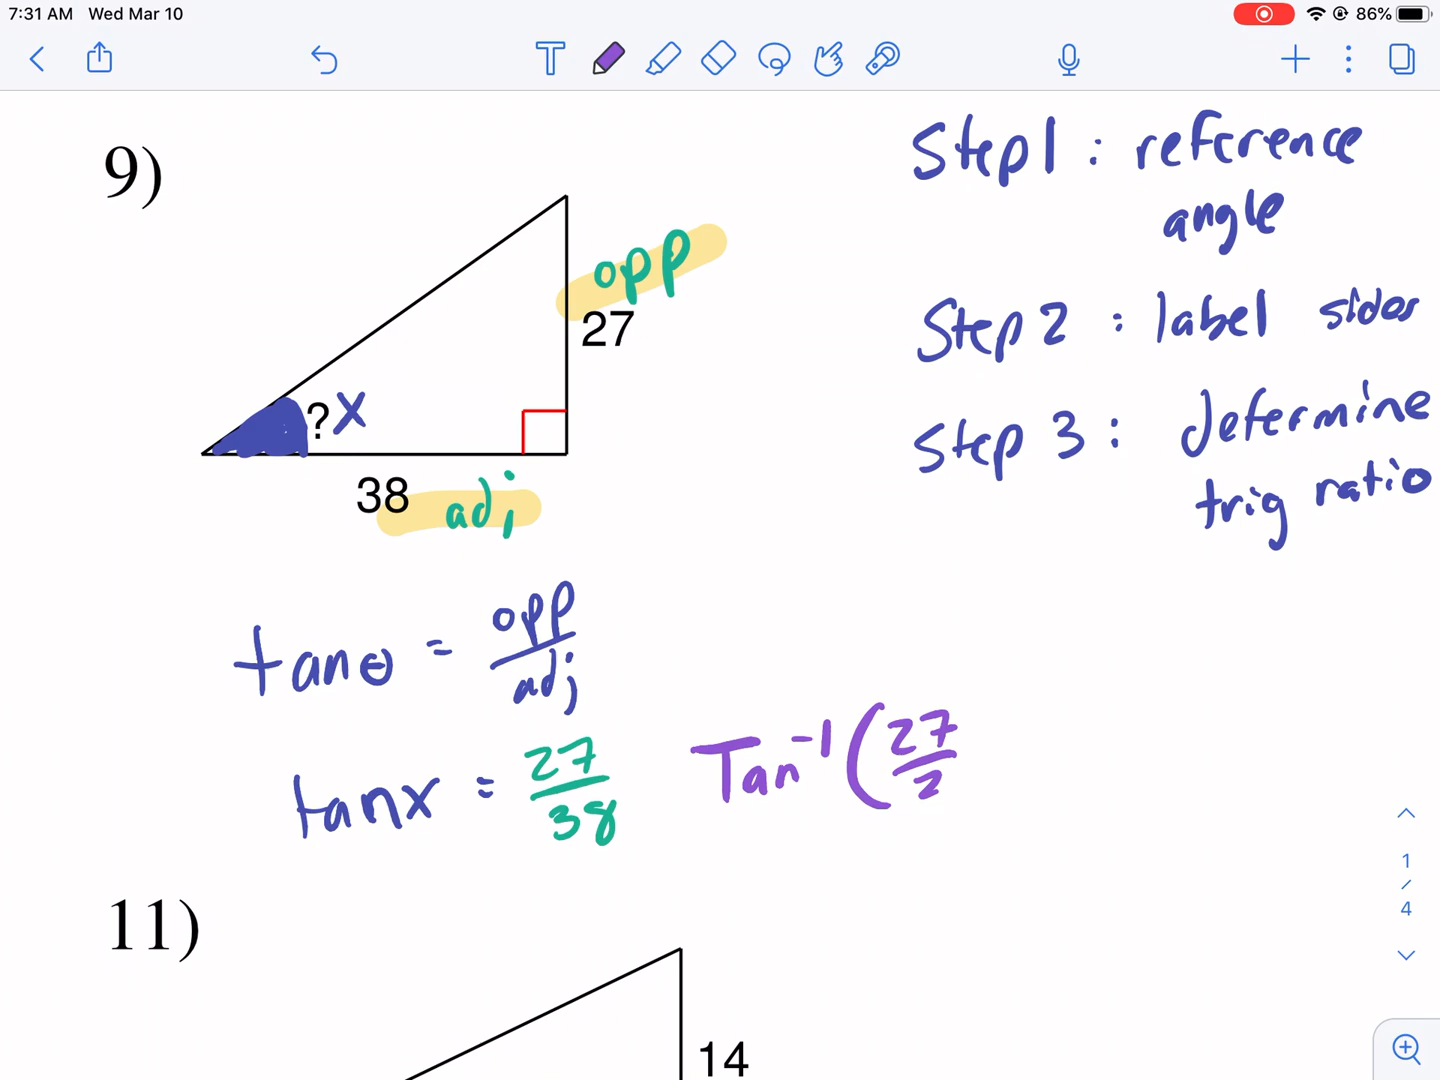 7:31 AM Wed Mar 10
86%
T
9)
Step 1 : reference
angle
opp
27
Step 2 : label sides
? x
Step 3 : determine
trig ratio
38 adj
tanθ = opp/adj
tanx = 27/38
Tan⁻¹(27/2
1
/
4
11)
14